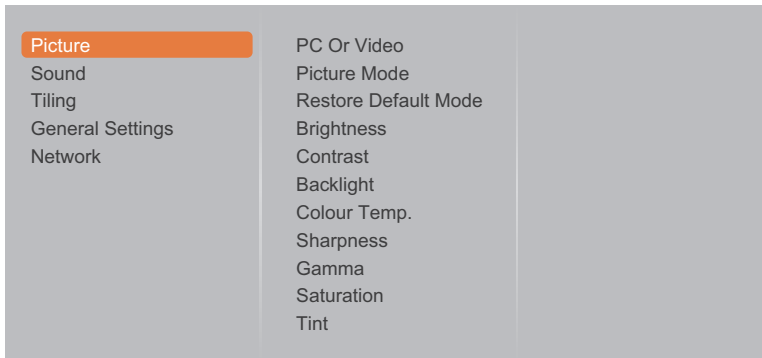 Picture
Sound
Tiling
General Settings
Network
PC Or Video
Picture Mode
Restore Default Mode
Brightness
Contrast
Backlight
Colour Temp.
Sharpness
Gamma
Saturation
Tint